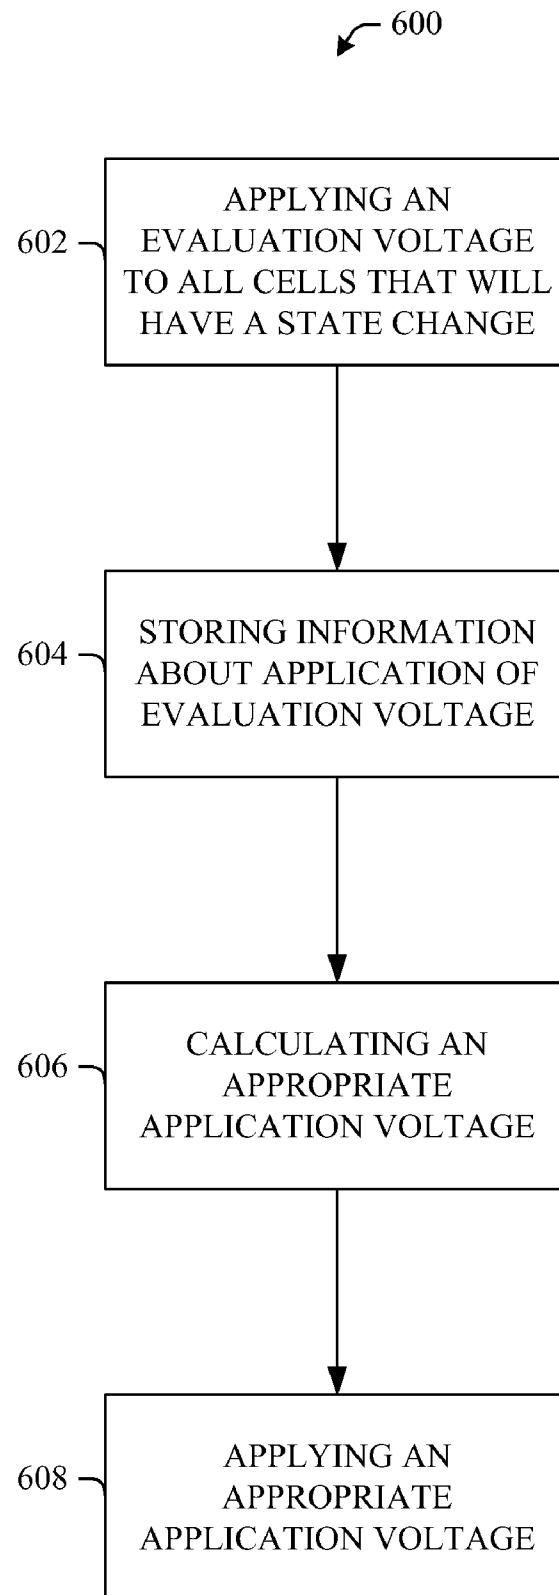 600
602
APPLYING AN
EVALUATION VOLTAGE
TO ALL CELLS THAT WILL
HAVE A STATE CHANGE
604
STORING INFORMATION
ABOUT APPLICATION OF
EVALUATION VOLTAGE
606
CALCULATING AN
APPROPRIATE
APPLICATION VOLTAGE
608
APPLYING AN
APPROPRIATE
APPLICATION VOLTAGE